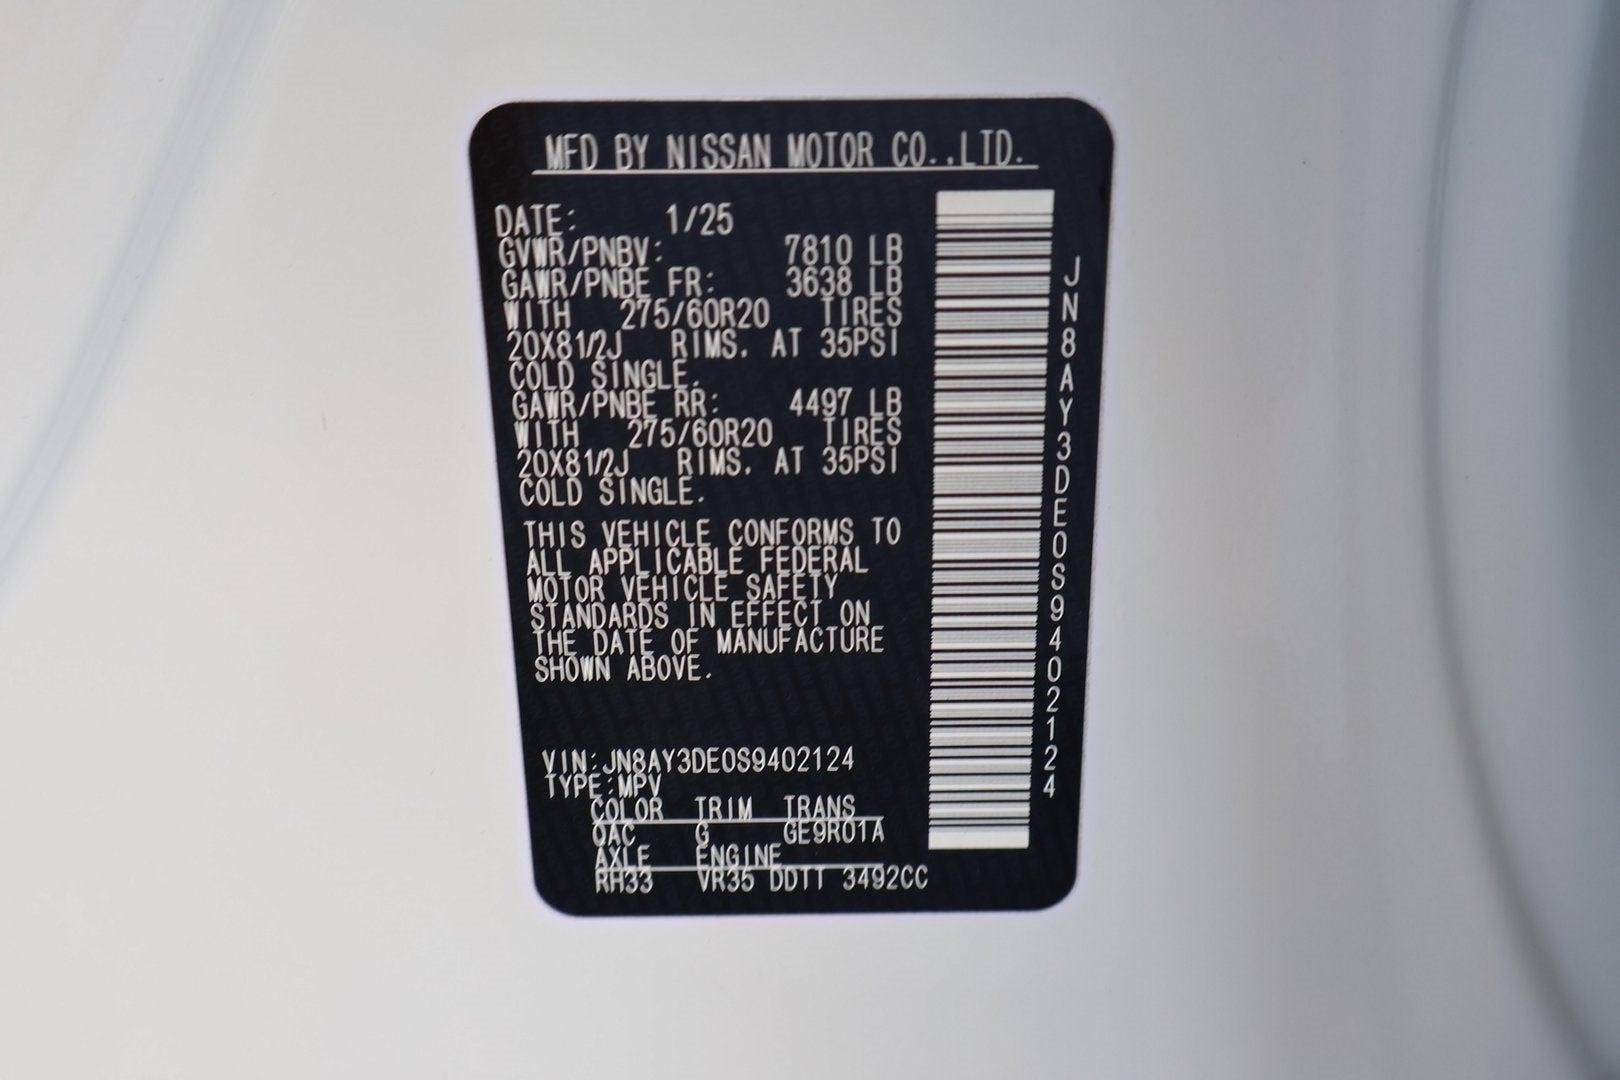 MFD BY NISSAN MOTOR CO.,LTD.
DATE: 1/25
GVWR/PNBV: 7810 LB
GAWR/PNBE FR: 3638 LB
WITH 275/60R20 TIRES
20X81/2J RIMS. AT 35PSI
COLD SINGLE.
GAWR/PNBE RR: 4497 LB
WITH 275/60R20 TIRES
20X81/2J RIMS. AT 35PSI
COLD SINGLE.
THIS VEHICLE CONFORMS TO
ALL APPLICABLE FEDERAL
MOTOR VEHICLE SAFETY
STANDARDS IN EFFECT ON
THE DATE OF MANUFACTURE
SHOWN ABOVE.
VIN:JN8AY3DE0S9402124
TYPE:MPV
COLOR TRIM TRANS
QAC G GE9R01A
AXLE ENGINE
RH33 VR35 DDTT 3492CC
JN8AY3DE0S9402124